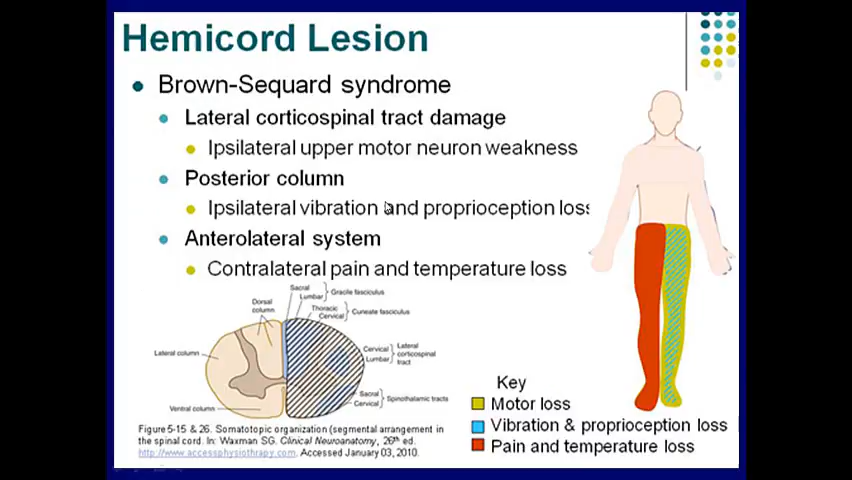 Hemicord Lesion
Brown-Sequard syndrome
Lateral corticospinal tract damage
Ipsilateral upper motor neuron weakness
Posterior column
Ipsilateral vibration and proprioception loss
Anterolateral system
Contralateral pain and temperature loss
Sacral
Lumbar
Gracile fasciculus
Thoracic
Cervical
Cuneate fasciculus
Dorsal
column
Lateral column
Cervical
Lumbar
Lateral
corticospinal
tract
Sacral
Cervical
Spinothalamic tracts
Ventral column
Key
Motor loss
Vibration & proprioception loss
Pain and temperature loss
Figure 5-15 & 26. Somatotopic organization (segmental arrangement in
the spinal cord. In: Waxman SG. Clinical Neuroanatomy, 26th ed.
http://www.accessphysiothrapy.com. Accessed January 03, 2010.